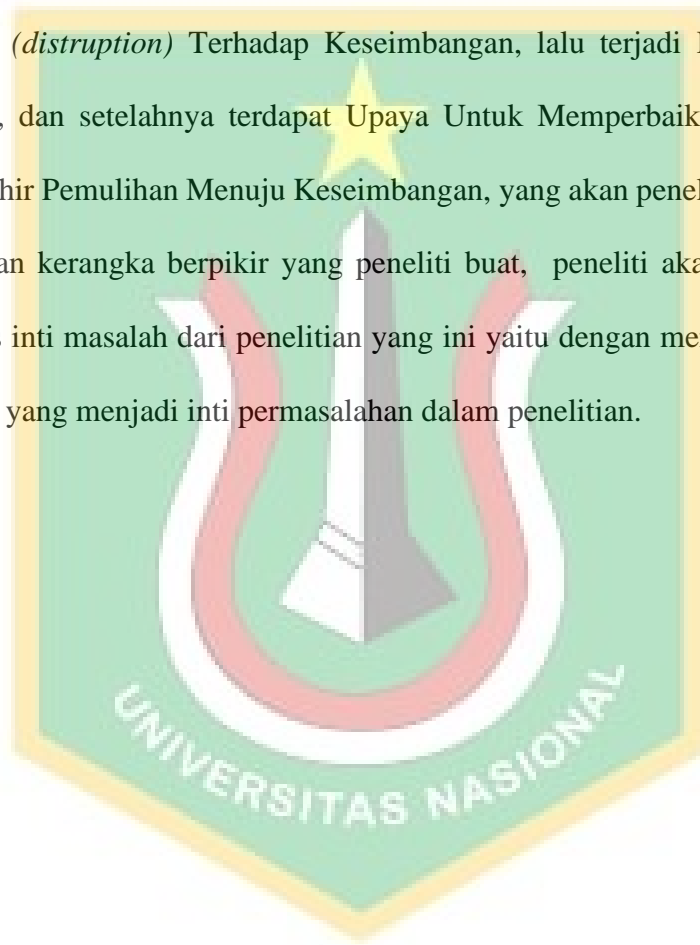 (distruption) Terhadap Keseimbangan, lalu terjadi
, dan setelahnya terdapat Upaya Untuk Memperbaik
hir Pemulihan Menuju Keseimbangan, yang akan penel
an kerangka berpikir yang peneliti buat, peneliti aka
inti masalah dari penelitian yang ini yaitu dengan me
yang menjadi inti permasalahan dalam penelitian.
UNIVERSITAS NASIONAL